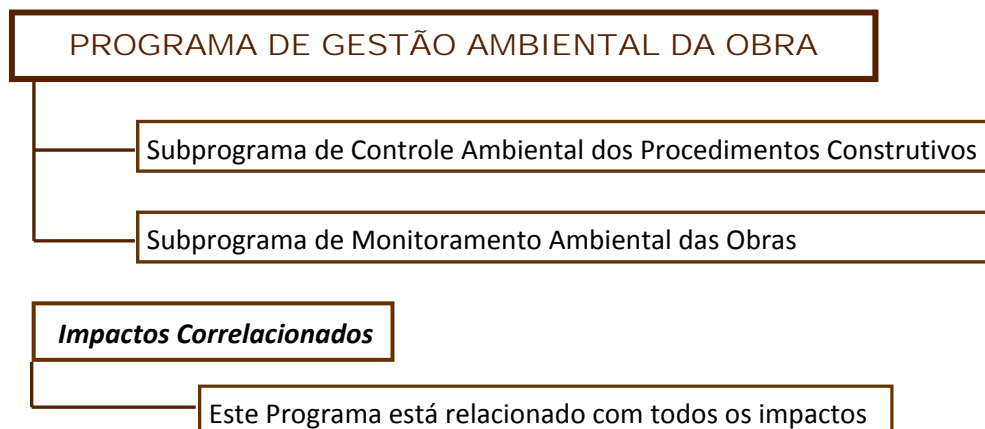 PROGRAMA DE GESTÃO AMBIENTAL DA OBRA
Subprograma de Controle Ambiental dos Procedimentos Construtivos
Subprograma de Monitoramento Ambiental das Obras
Impactos Correlacionados
Este Programa está relacionado com todos os impactos